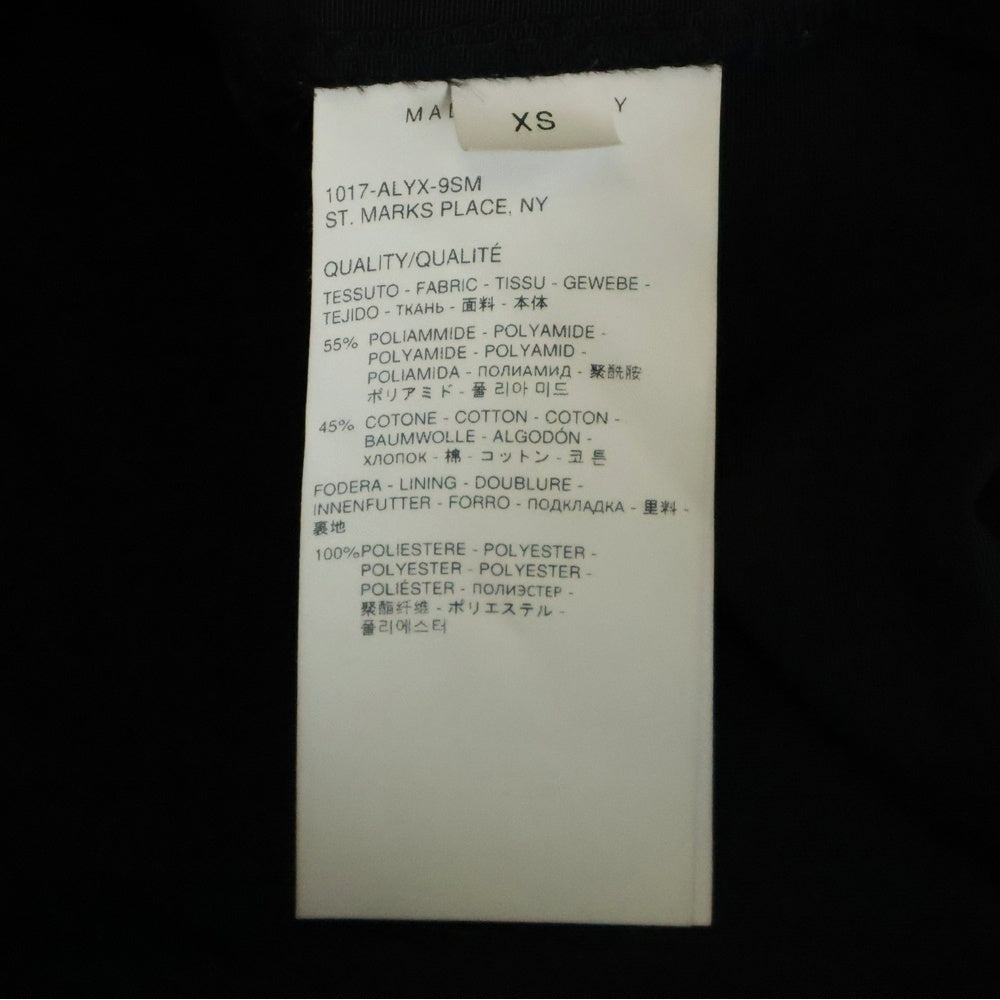 MAD Y
XS
1017-ALYX-9SM
ST. MARKS PLACE, NY
QUALITY/QUALITÉ
TESSUTO - FABRIC - TISSU - GEWEBE -
TEJIDO - ТКАНЬ - 面料 - 本体
55% POLIAMMIDE - POLYAMIDE -
POLYAMIDE - POLYAMID -
POLIAMIDA - ПОЛИАМИД - 聚酰胺
ポリアミド - 폴리아미드
45% COTONE - COTTON - COTON -
BAUMWOLLE - ALGODÓN -
ХЛОПОК - 棉 - コットン - 코튼
FODERA - LINING - DOUBLURE -
INNENFUTTER - FORRO - ПОДКЛАДКА - 里料 -
裏地
100% POLIESTERE - POLYESTER -
POLYESTER - POLYESTER -
POLIÉSTER - ПОЛИЭСТЕР -
聚酯纤维 - ポリエステル -
폴리에스터